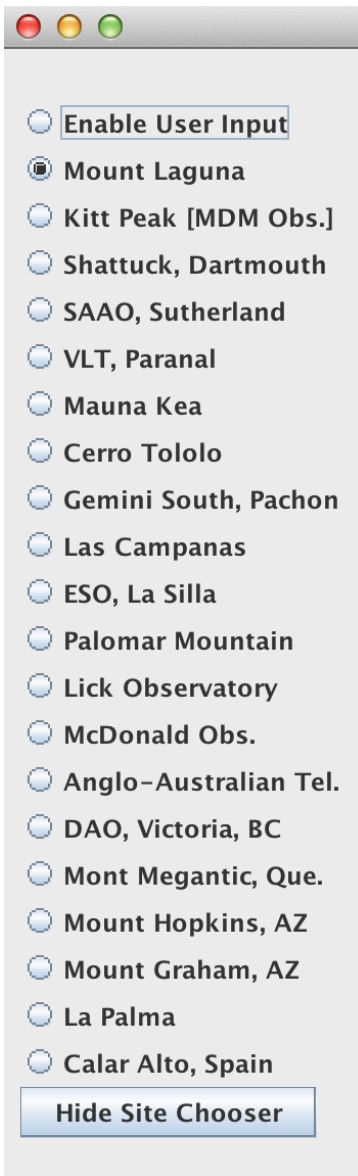 Enable User Input
Mount Laguna
Kitt Peak [MDM Obs.]
Shattuck, Dartmouth
SAAO, Sutherland
VLT, Paranal
Mauna Kea
Cerro Tololo
Gemini South, Pachon
Las Campanas
ESO, La Silla
Palomar Mountain
Lick Observatory
McDonald Obs.
Anglo-Australian Tel.
DAO, Victoria, BC
Mont Megantic, Que.
Mount Hopkins, AZ
Mount Graham, AZ
La Palma
Calar Alto, Spain
Hide Site Chooser